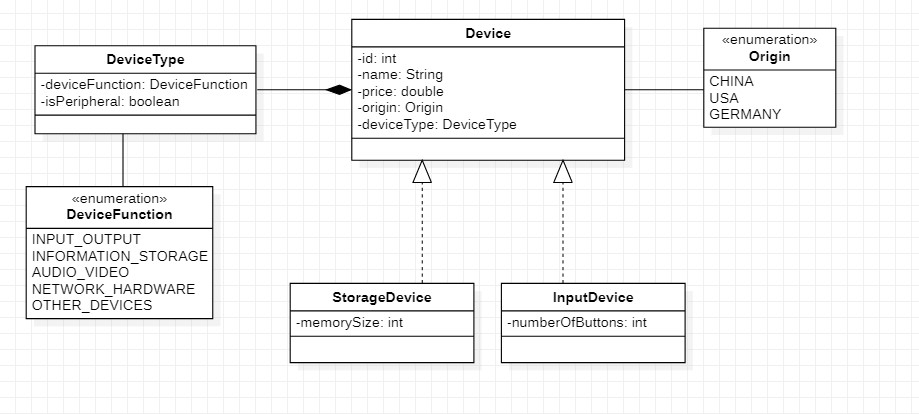 DeviceType
-deviceFunction: DeviceFunction
-isPeripheral: boolean
Device
-id: int
-name: String
-price: double
-origin: Origin
-deviceType: DeviceType
«enumeration»
Origin
CHINA
USA
GERMANY
«enumeration»
DeviceFunction
INPUT_OUTPUT
INFORMATION_STORAGE
AUDIO_VIDEO
NETWORK_HARDWARE
OTHER_DEVICES
StorageDevice
-memorySize: int
InputDevice
-numberOfButtons: int